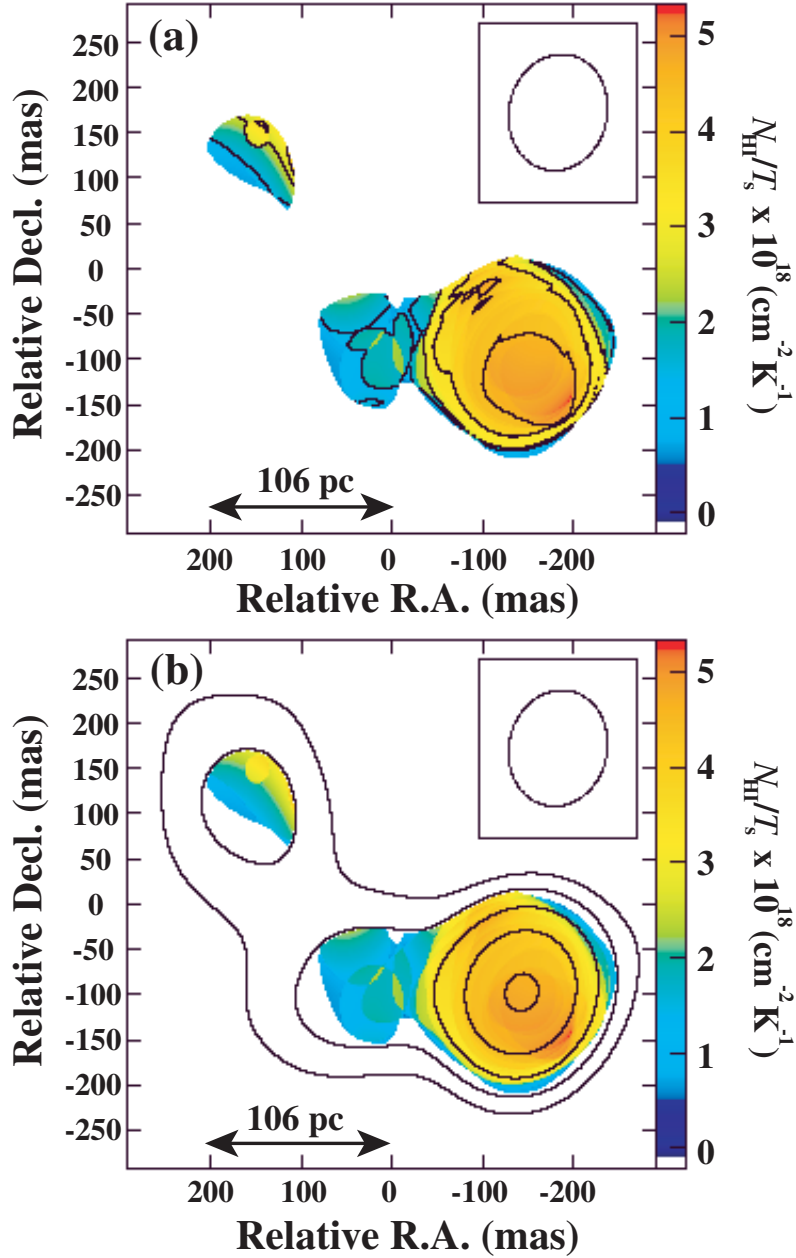 (a)
Relative Decl. (mas)
250
200
150
100
50
0
-50
-100
-150
-200
-250
106 pc
200 100 0 -100 -200
Relative R.A. (mas)
5
4
3
2
1
0
N_HI/T_s x 10^18 (cm^-2 K^-1)
(b)
Relative Decl. (mas)
250
200
150
100
50
0
-50
-100
-150
-200
-250
106 pc
200 100 0 -100 -200
Relative R.A. (mas)
5
4
3
2
1
0
N_HI/T_s x 10^18 (cm^-2 K^-1)